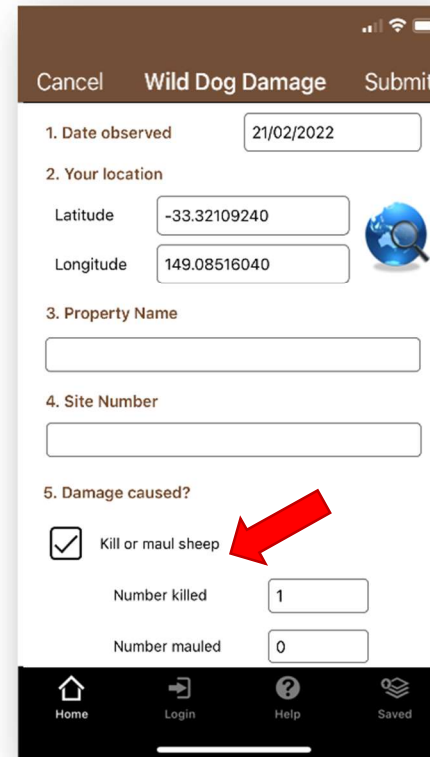 Cancel Wild Dog Damage Submit
1. Date observed 21/02/2022
2. Your location
Latitude -33.32109240
Longitude 149.08516040
3. Property Name
4. Site Number
5. Damage caused?
Kill or maul sheep
Number killed 1
Number mauled 0
Home Login Help Saved